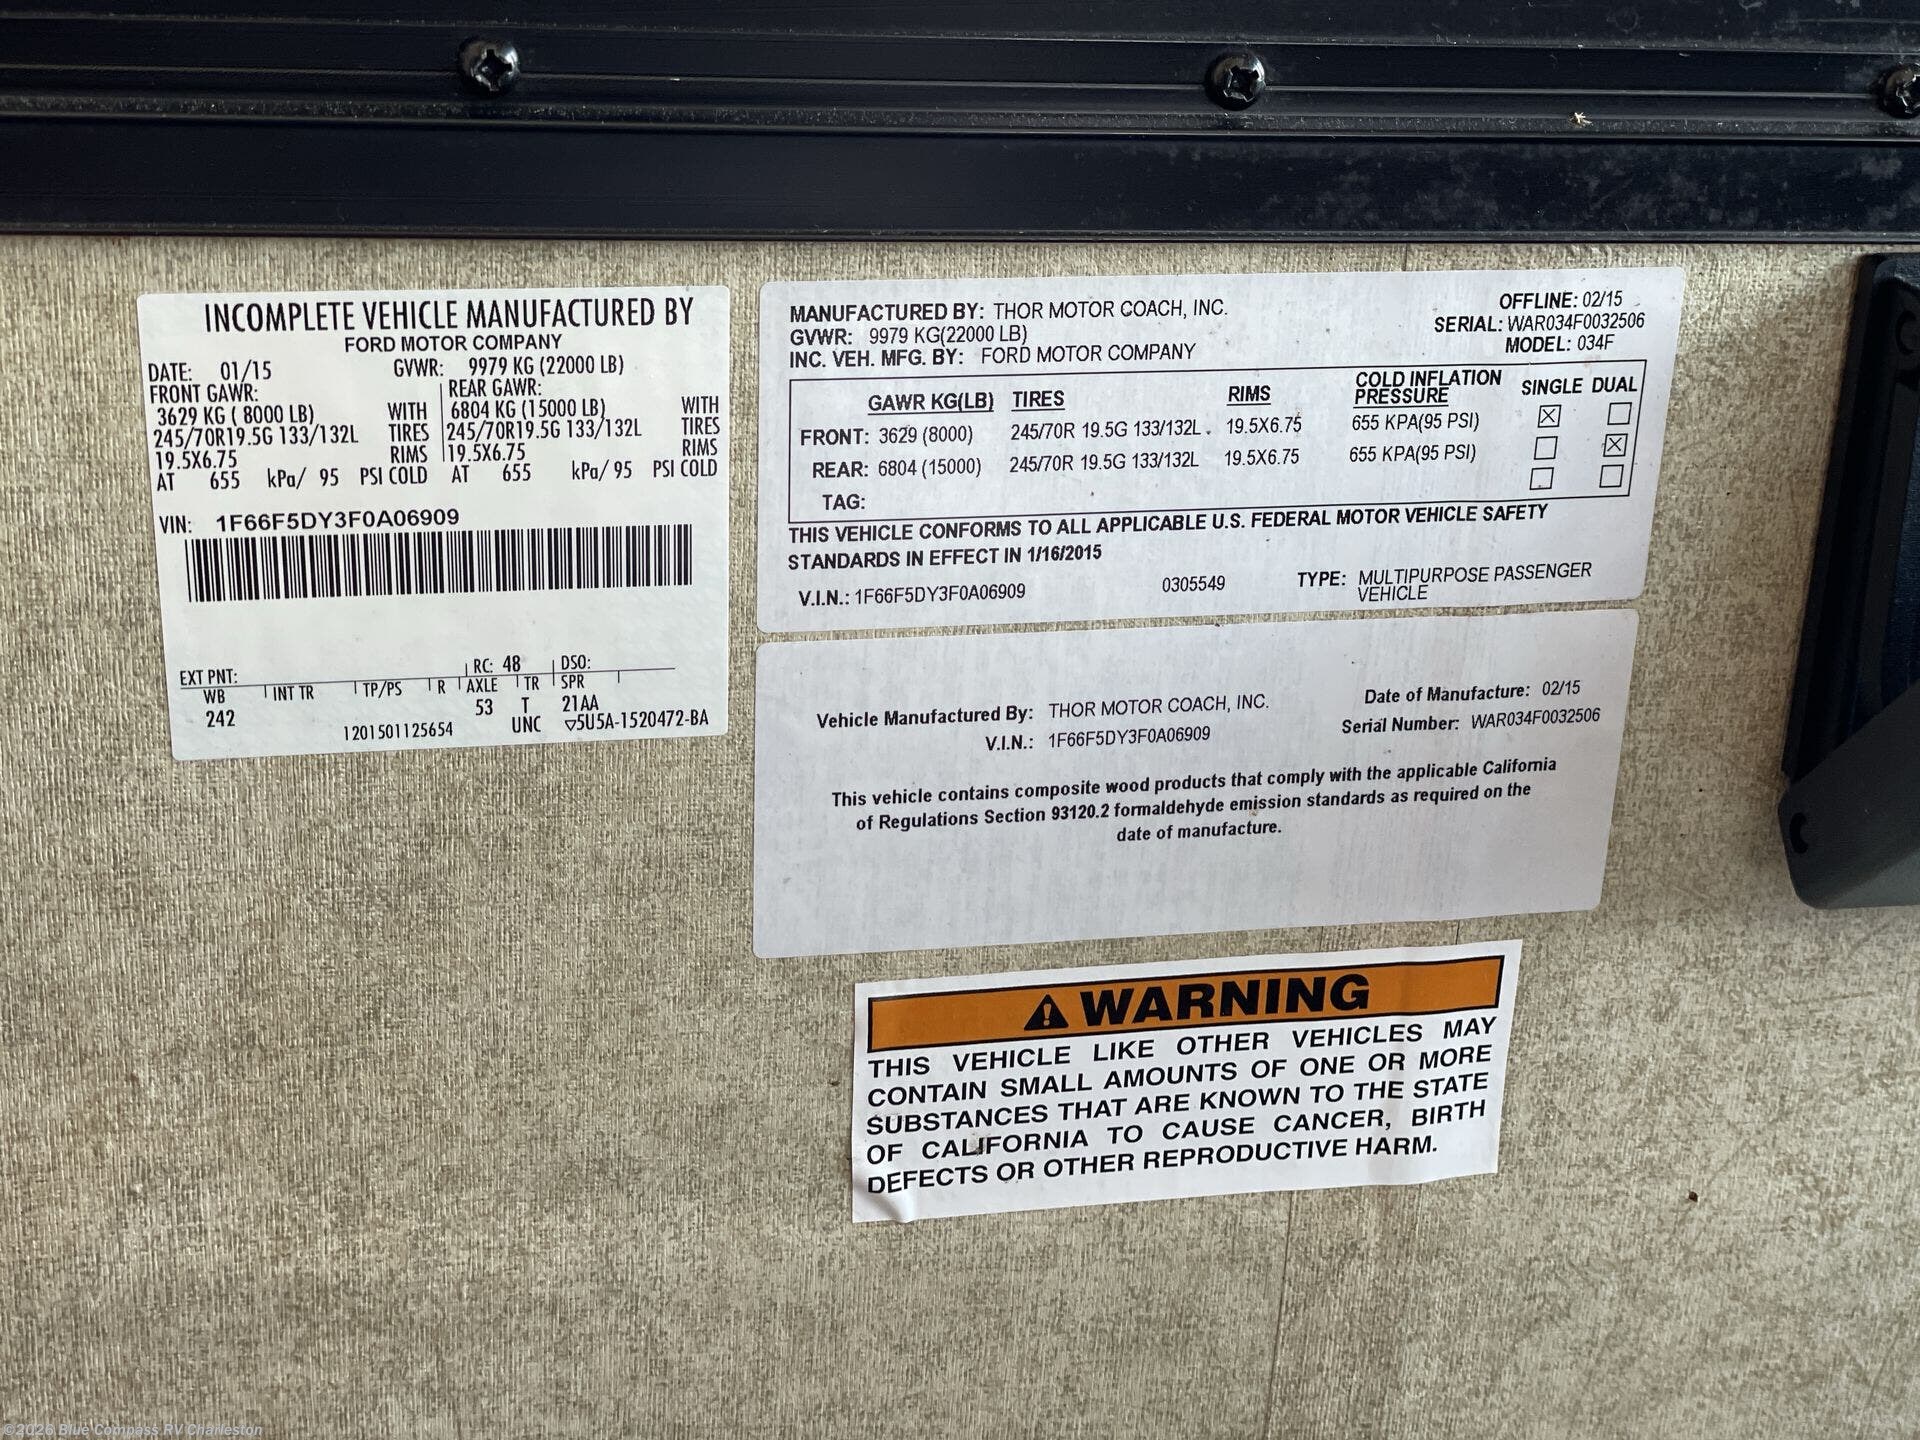 INCOMPLETE VEHICLE MANUFACTURED BY
FORD MOTOR COMPANY
DATE: 01/15 GVWR: 9979 KG (22000 LB)
FRONT GAWR: REAR GAWR:
3629 KG ( 8000 LB) WITH 6804 KG (15000 LB) WITH
245/70R19.5G 133/132L TIRES 245/70R19.5G 133/132L TIRES
19.5X6.75 RIMS 19.5X6.75 RIMS
AT 655 kPa/ 95 PSI COLD AT 655 kPa/ 95 PSI COLD
VIN: 1F66F5DY3F0A06909
EXT PNT: RC: 48 DSO:
WB INT TR TP/PS R AXLE TR SPR
242 53 T 21AA
1201501125654 UNC ▽5U5A-1520472-BA
MANUFACTURED BY: THOR MOTOR COACH, INC. OFFLINE: 02/15
GVWR: 9979 KG(22000 LB) SERIAL: WAR034F0032506
INC. VEH. MFG. BY: FORD MOTOR COMPANY MODEL: 034F
GAWR KG(LB) TIRES RIMS COLD INFLATION PRESSURE SINGLE DUAL
FRONT: 3629 (8000) 245/70R 19.5G 133/132L . 19.5X6.75 655 KPA(95 PSI) ☒ ☐
REAR: 6804 (15000) 245/70R 19.5G 133/132L 19.5X6.75 655 KPA(95 PSI) ☐ ☒
TAG: ☐ ☐
THIS VEHICLE CONFORMS TO ALL APPLICABLE U.S. FEDERAL MOTOR VEHICLE SAFETY
STANDARDS IN EFFECT IN 1/16/2015
V.I.N.: 1F66F5DY3F0A06909 0305549 TYPE: MULTIPURPOSE PASSENGER
VEHICLE
Vehicle Manufactured By: THOR MOTOR COACH, INC. Date of Manufacture: 02/15
V.I.N.: 1F66F5DY3F0A06909 Serial Number: WAR034F0032506
This vehicle contains composite wood products that comply with the applicable California
of Regulations Section 93120.2 formaldehyde emission standards as required on the
date of manufacture.
WARNING
THIS VEHICLE LIKE OTHER VEHICLES MAY
CONTAIN SMALL AMOUNTS OF ONE OR MORE
SUBSTANCES THAT ARE KNOWN TO THE STATE
OF CALIFORNIA TO CAUSE CANCER, BIRTH
DEFECTS OR OTHER REPRODUCTIVE HARM.
©2026 Blue Compass RV Charleston